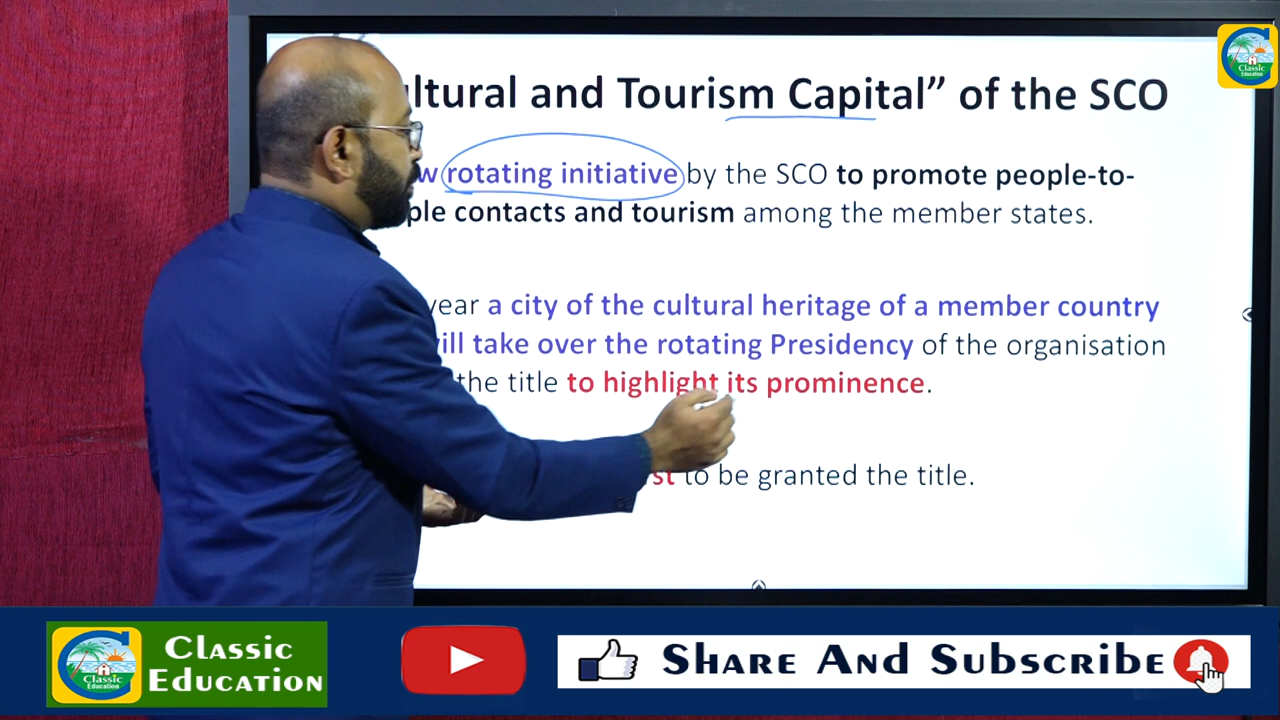 ltural and Tourism Capital” of the SCO
w rotating initiative by the SCO to promote people-to-
ple contacts and tourism among the member states.
year a city of the cultural heritage of a member country
ill take over the rotating Presidency of the organisation
the title to highlight its prominence.
st to be granted the title.
Classic
Education
Classic
Education
Classic
Education
Share And Subscribe